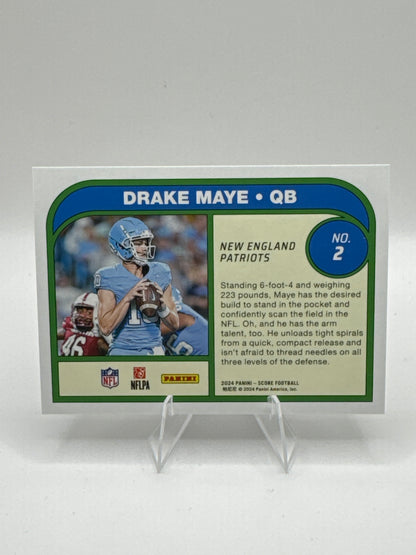 DRAKE MAYE • QB
NEW ENGLAND
PATRIOTS
NO.
2
Standing 6-foot-4 and weighing
223 pounds, Maye has the desired
build to stand in the pocket and
confidently scan the field in the
NFL. Oh, and he has the arm
talent, too. He unloads tight spirals
from a quick, compact release and
isn't afraid to thread needles on all
three levels of the defense.
46
10
NFL
NFLPA
PANINI
2024 PANINI – SCORE FOOTBALL
© 2024 Panini America, Inc.